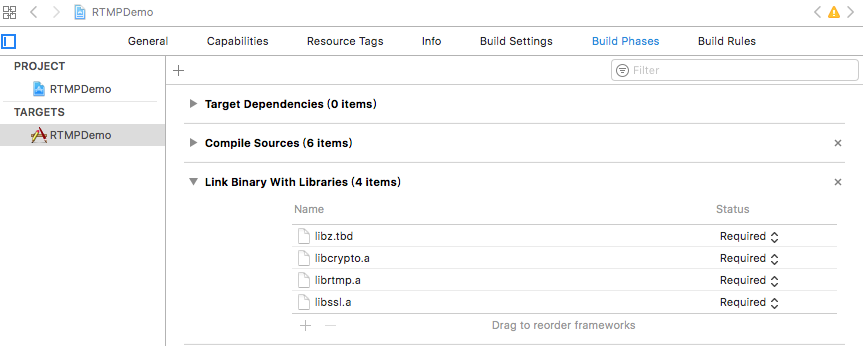 RTMPDemo
General Capabilities Resource Tags Info Build Settings Build Phases Build Rules
PROJECT
RTMPDemo
TARGETS
RTMPDemo
Filter
Target Dependencies (0 items)
Compile Sources (6 items)
Link Binary With Libraries (4 items)
Name Status
libz.tbd Required
libcrypto.a Required
librtmp.a Required
libssl.a Required
Drag to reorder frameworks